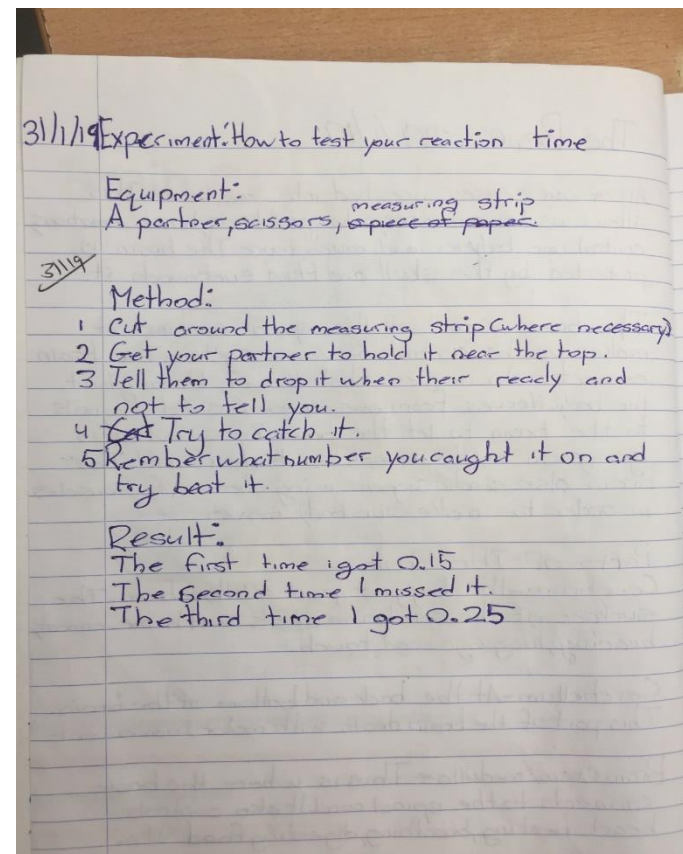 31/1/19 Experiment: How to test your reaction time
Equipment:
measuring strip
A partner, scissors, a piece of paper.
31/1/19
Method:
1 Cut around the measuring strip (where necessary)
2 Get your partner to hold it near the top.
3 Tell them to drop it when their ready and
not to tell you.
4 Try to catch it.
5 Rember what number you caught it on and
try beat it.
Result:
The first time i got 0.15
The second time I missed it.
The third time I got 0.25